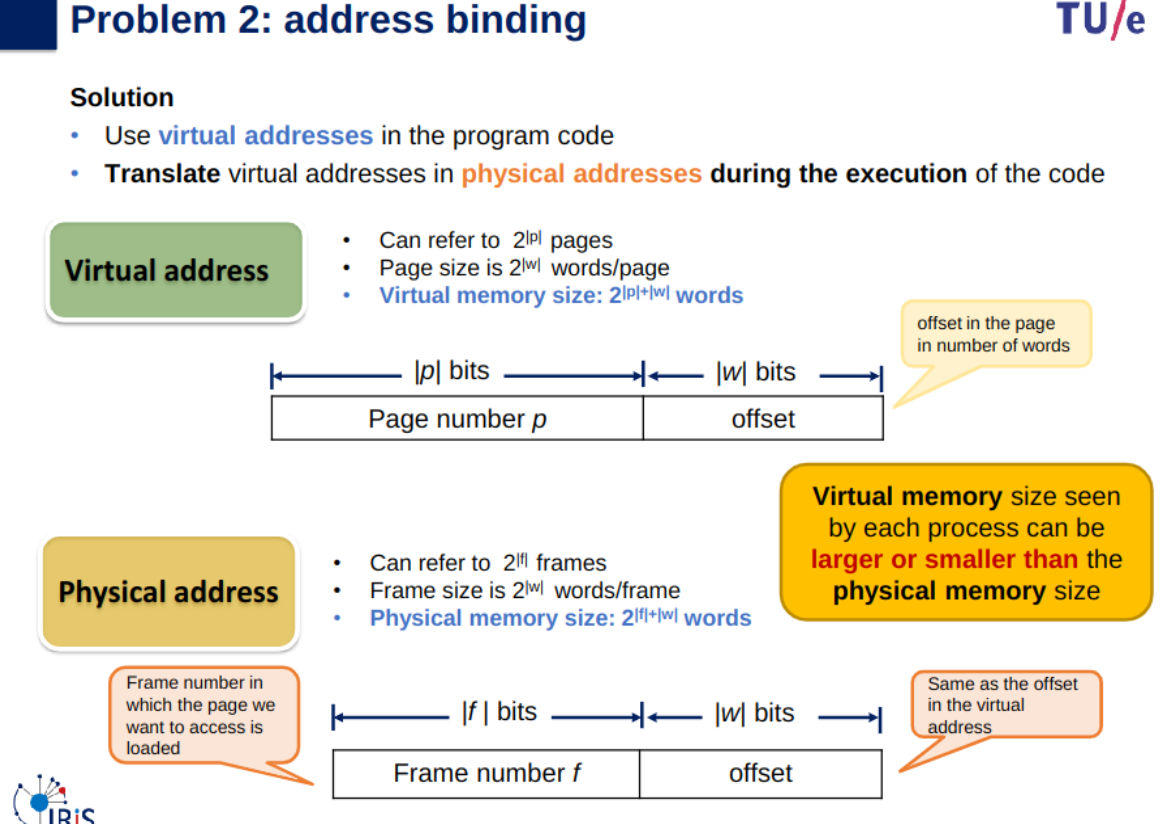 Problem 2: address binding
TU/e
Solution
• Use virtual addresses in the program code
• Translate virtual addresses in physical addresses during the execution of the code
Virtual address
• Can refer to 2^|p| pages
• Page size is 2^|w| words/page
• Virtual memory size: 2^|p|+|w| words
offset in the page
in number of words
|p| bits
|w| bits
Page number p
offset
Virtual memory size seen
by each process can be
larger or smaller than the
physical memory size
Physical address
• Can refer to 2^|f| frames
• Frame size is 2^|w| words/frame
• Physical memory size: 2^|f|+|w| words
Frame number in
which the page we
want to access is
loaded
Same as the offset
in the virtual
address
|f | bits
|w| bits
Frame number f
offset
IRiS